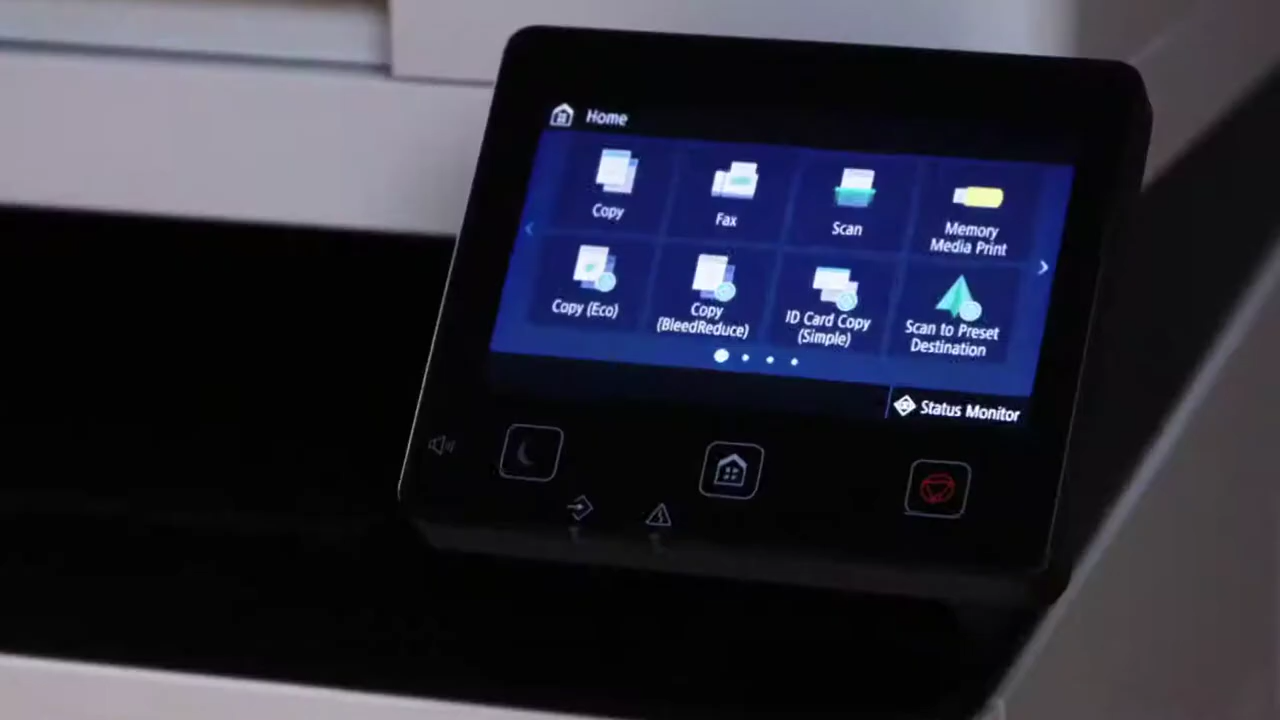 Home
Copy
Fax
Scan
Memory
Media Print
Copy (Eco)
Copy
(BleedReduce)
ID Card Copy
(Simple)
Scan to Preset
Destination
Status Monitor